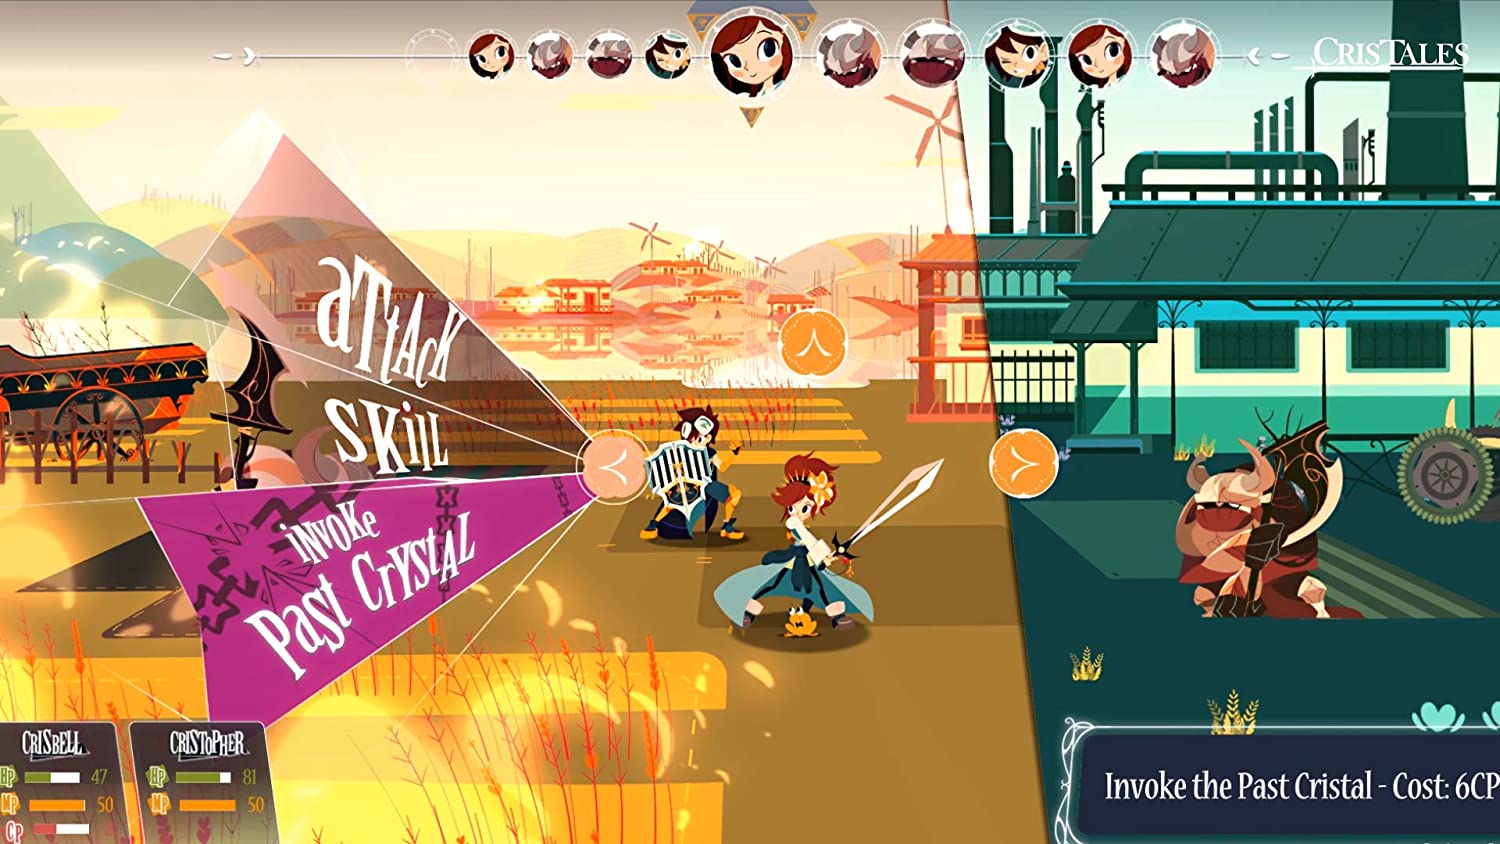 CRISTALES
ATTACK
SKILL
INVOKE
PAST CRYSTAL
CRISBELL
HP 47
MP 50
CP
CRISTOPHER
HP 81
MP 50
Invoke the Past Cristal - Cost: 6CP